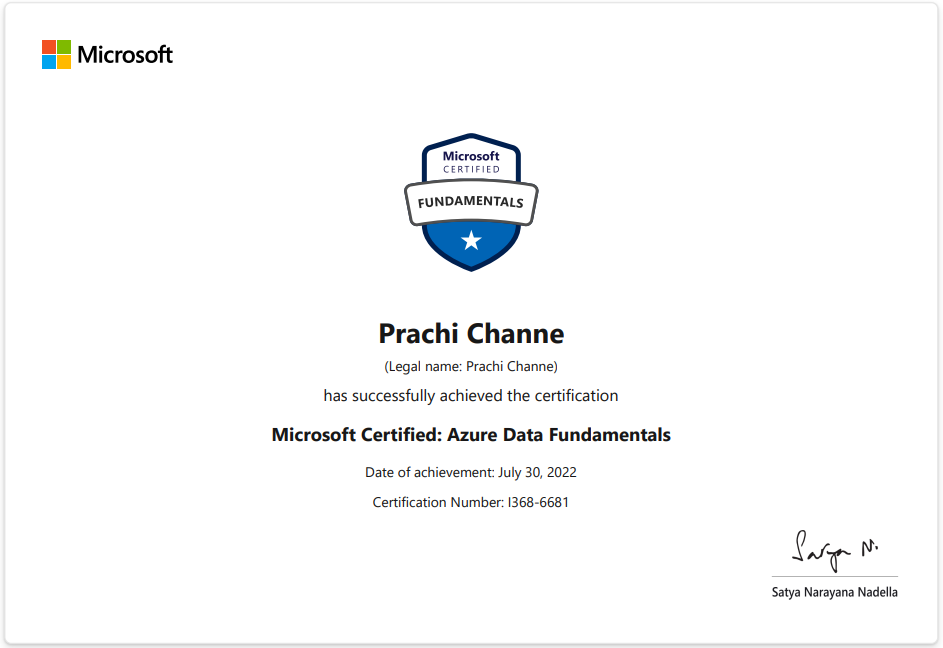 Microsoft
Microsoft
CERTIFIED
FUNDAMENTALS
Prachi Channe
(Legal name: Prachi Channe)
has successfully achieved the certification
Microsoft Certified: Azure Data Fundamentals
Date of achievement: July 30, 2022
Certification Number: I368-6681
Satya N.
Satya Narayana Nadella